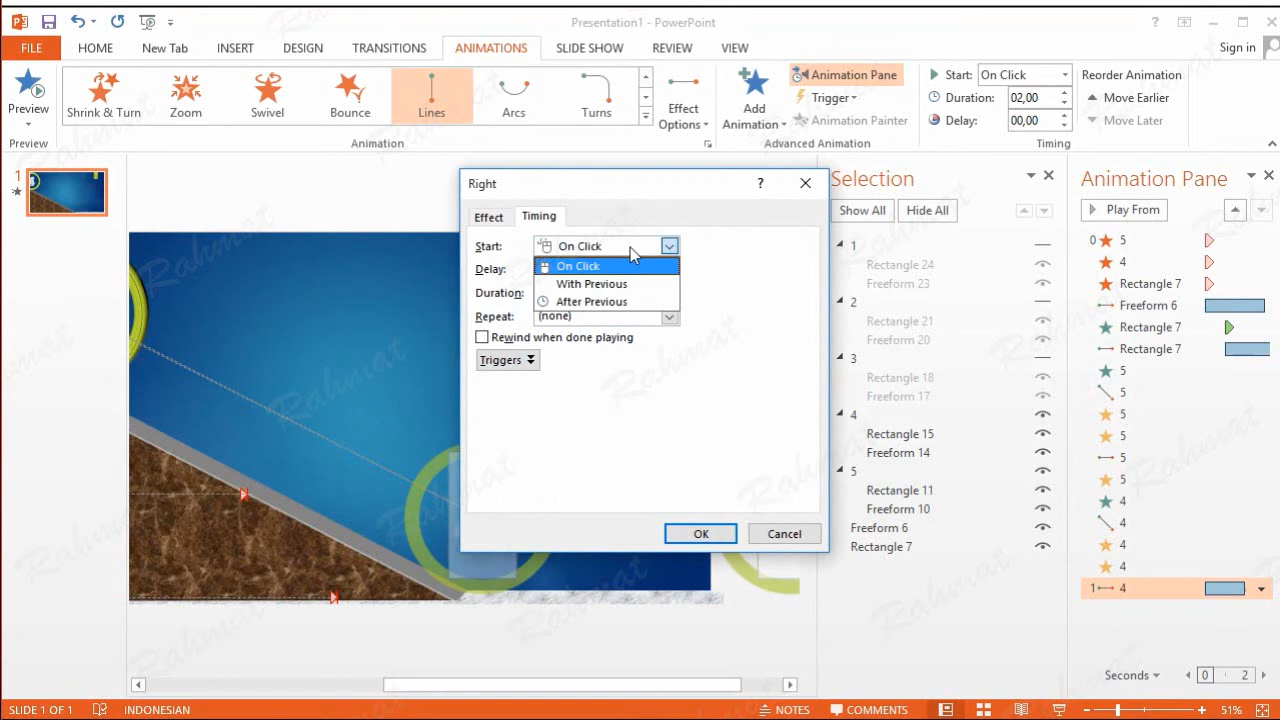 Presentation1 - PowerPoint
FILE HOME New Tab INSERT DESIGN TRANSITIONS ANIMATIONS SLIDE SHOW REVIEW VIEW Sign in
Preview
Shrink & Turn Zoom Swivel Bounce Lines Arcs Turns
Effect Options
Add Animation
Animation Pane
Trigger
Animation Painter
Start: On Click
Duration: 02,00
Delay: 00,00
Reorder Animation
Move Earlier
Move Later
Preview Animation Advanced Animation Timing
1
Right
Effect Timing
Start: On Click
Delay:
Duration:
Repeat: (none)
On Click
With Previous
After Previous
Rewind when done playing
Triggers
OK Cancel
Selection
Show All Hide All
1
Rectangle 24
Freeform 23
2
Rectangle 21
Freeform 20
3
Rectangle 18
Freeform 17
4
Rectangle 15
Freeform 14
5
Rectangle 11
Freeform 10
Freeform 6
Rectangle 7
Animation Pane
Play From
0 5
4
Rectangle 7
Freeform 6
Rectangle 7
Rectangle 7
5
5
5
5
5
5
4
4
4
4
1 4
Seconds 0 2
SLIDE 1 OF 1 INDONESIAN NOTES COMMENTS 51%
Rahmat